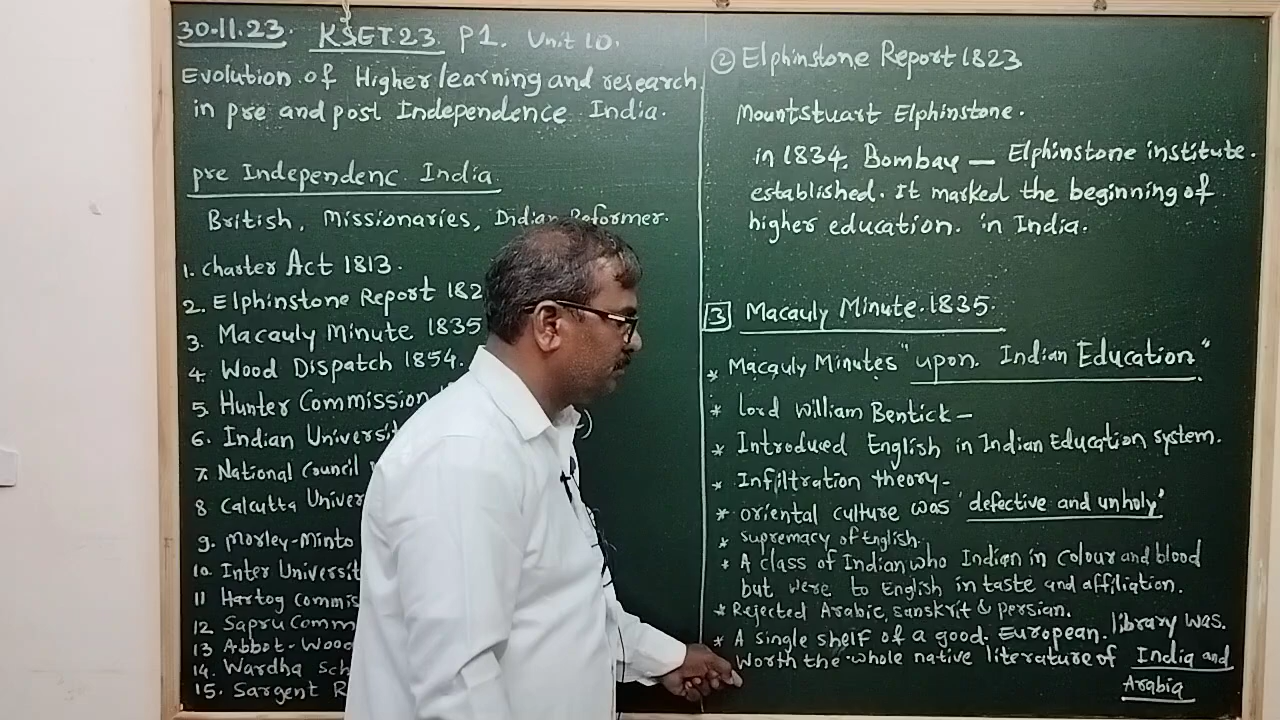 30.11.23. KSET.23 P1. Unit 10.
Evolution of Higher learning and research
in pre and post Independence India.
pre Independenc India
British, Missionaries, Indian Reformer.
1. charter Act 1813.
2. Elphinstone Report 182
3. Macauly Minute 1835
4. Wood Dispatch 1854.
5. Hunter Commission
6. Indian Universit
7. National Council
8 Calcutta Univer
9. Morley-Minto
10. Inter Universit
11 Hartog Commis
12 Sapru Comm
13 Abbot-Wood
14. Wardha Sch
15. Sargent R
② Elphinstone Report 1823
Mountstuart Elphinstone.
in 1834. Bombay — Elphinstone institute.
established. It marked the beginning of
higher education. in India.
3 Macauly Minute.1835.
* Macauly Minutes "upon. Indian Education"
* Lord William Bentick -
* Introduced English in Indian Education system.
* Infiltration theory-
* oriental culture was 'defective and unholy'
* supremacy of English.
* A class of Indian who Indian in colour and blood
but were to English in taste and affiliation.
* Rejected Arabic, sanskrit & persian.
* A single shelf of a good. European. library was.
Worth the whole native literature of India and
Arabia